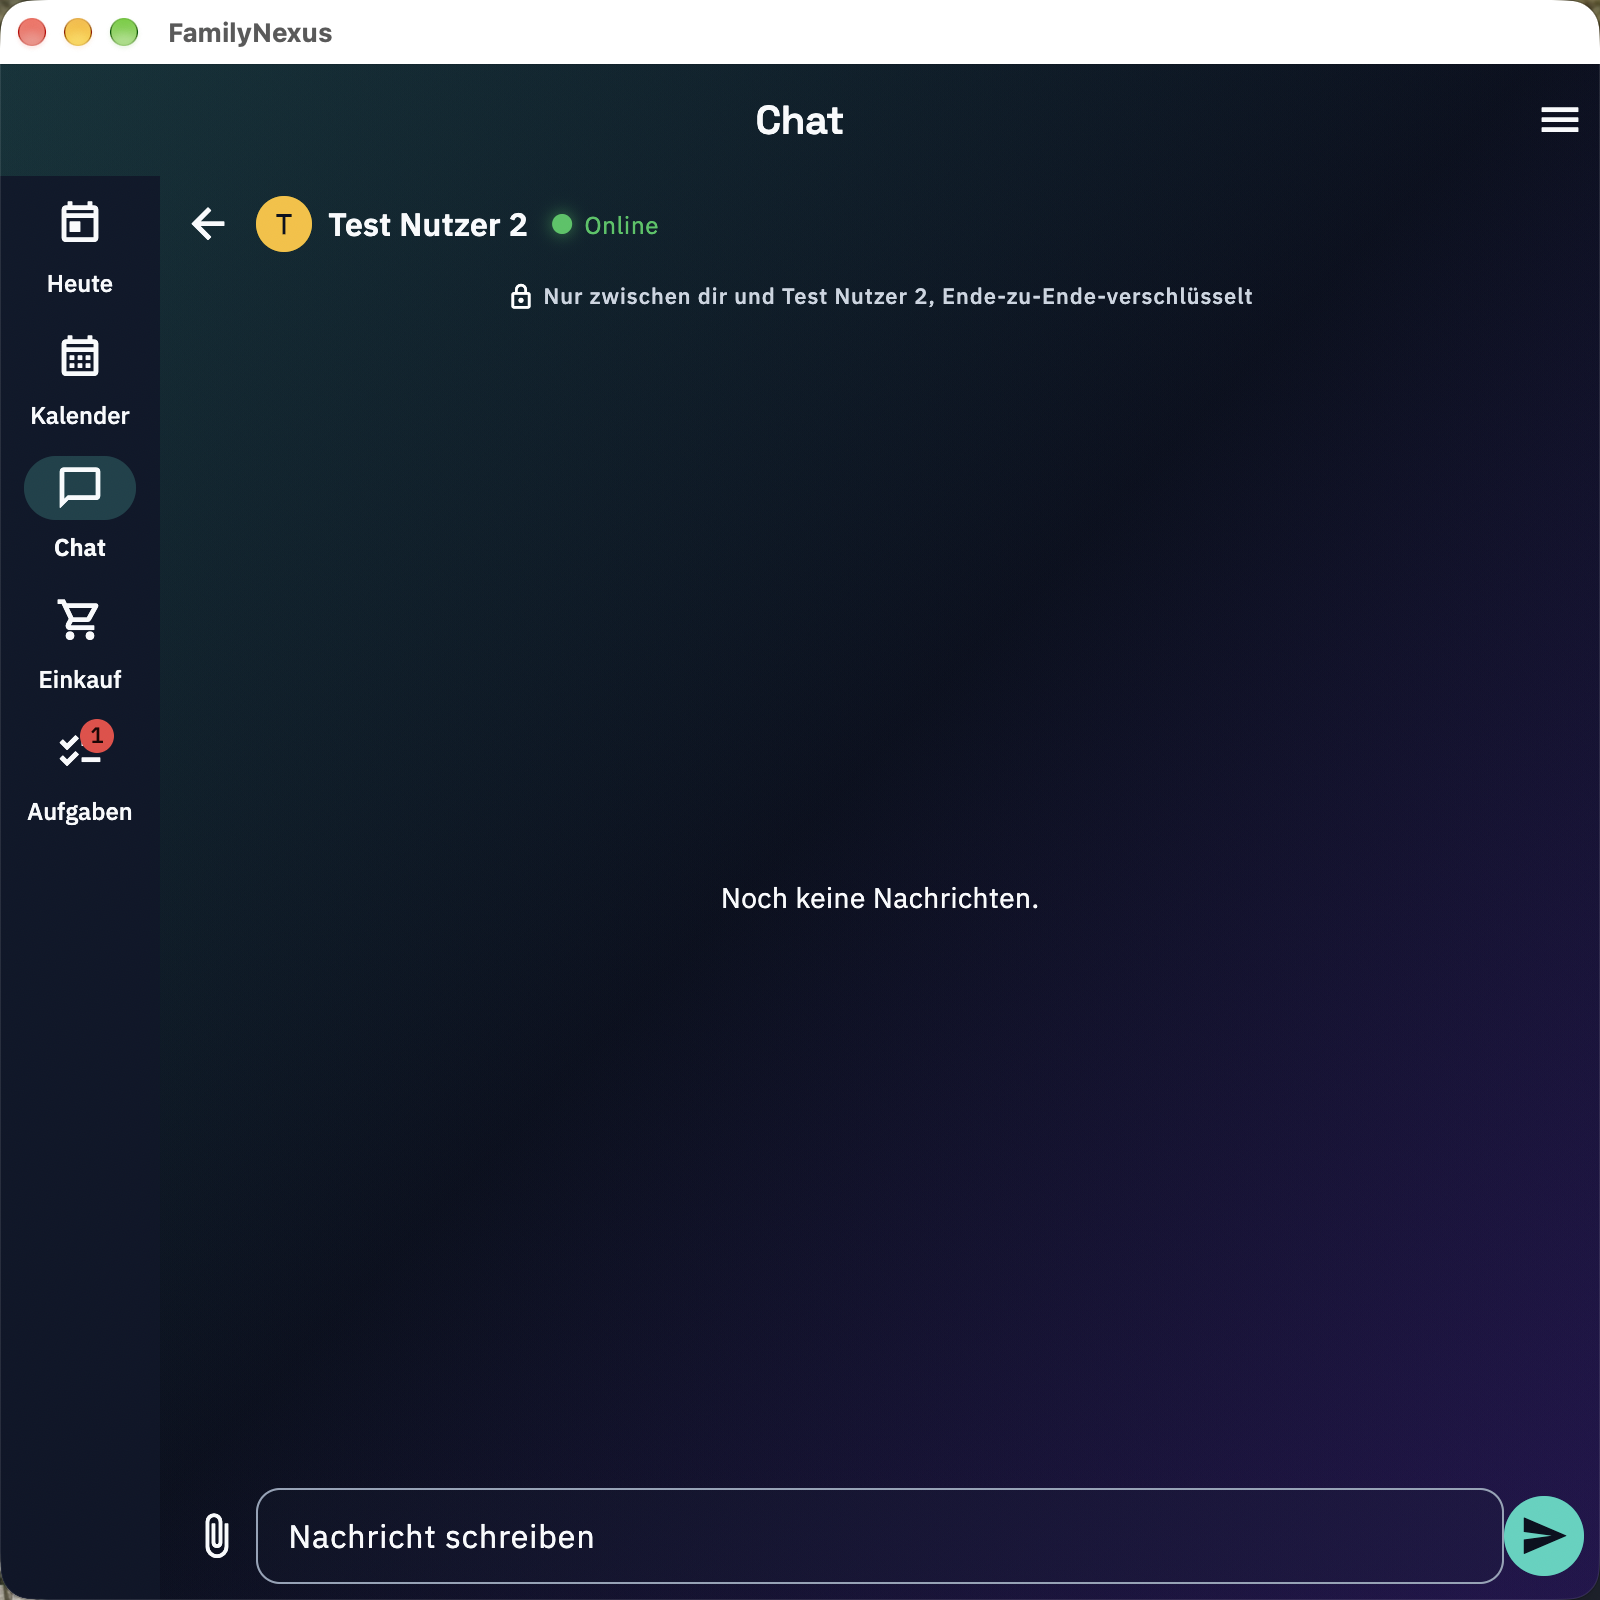 FamilyNexus
Chat
Heute
Kalender
Chat
Einkauf
1
Aufgaben
T Test Nutzer 2 Online
Nur zwischen dir und Test Nutzer 2, Ende-zu-Ende-verschlüsselt
Noch keine Nachrichten.
Nachricht schreiben